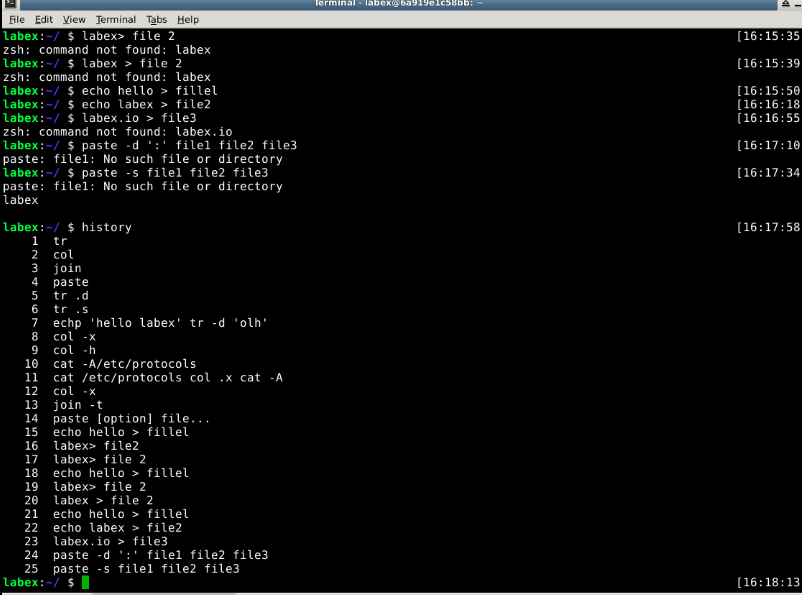 Terminal - labex@6a919e1c58bb: ~
File Edit View Terminal Tabs Help
labex:~/ $ labex> file 2 [16:15:35
zsh: command not found: labex
labex:~/ $ labex > file 2 [16:15:39
zsh: command not found: labex
labex:~/ $ echo hello > fillel [16:15:50
labex:~/ $ echo labex > file2 [16:16:18
labex:~/ $ labex.io > file3 [16:16:55
zsh: command not found: labex.io
labex:~/ $ paste -d ':' file1 file2 file3 [16:17:10
paste: file1: No such file or directory
labex:~/ $ paste -s file1 file2 file3 [16:17:34
paste: file1: No such file or directory
labex
labex:~/ $ history [16:17:58
1 tr
2 col
3 join
4 paste
5 tr .d
6 tr .s
7 echp 'hello labex' tr -d 'olh'
8 col -x
9 col -h
10 cat -A/etc/protocols
11 cat /etc/protocols col .x cat -A
12 col -x
13 join -t
14 paste [option] file...
15 echo hello > fillel
16 labex> file2
17 labex> file 2
18 echo hello > fillel
19 labex> file 2
20 labex > file 2
21 echo hello > fillel
22 echo labex > file2
23 labex.io > file3
24 paste -d ':' file1 file2 file3
25 paste -s file1 file2 file3
labex:~/ $ [16:18:13